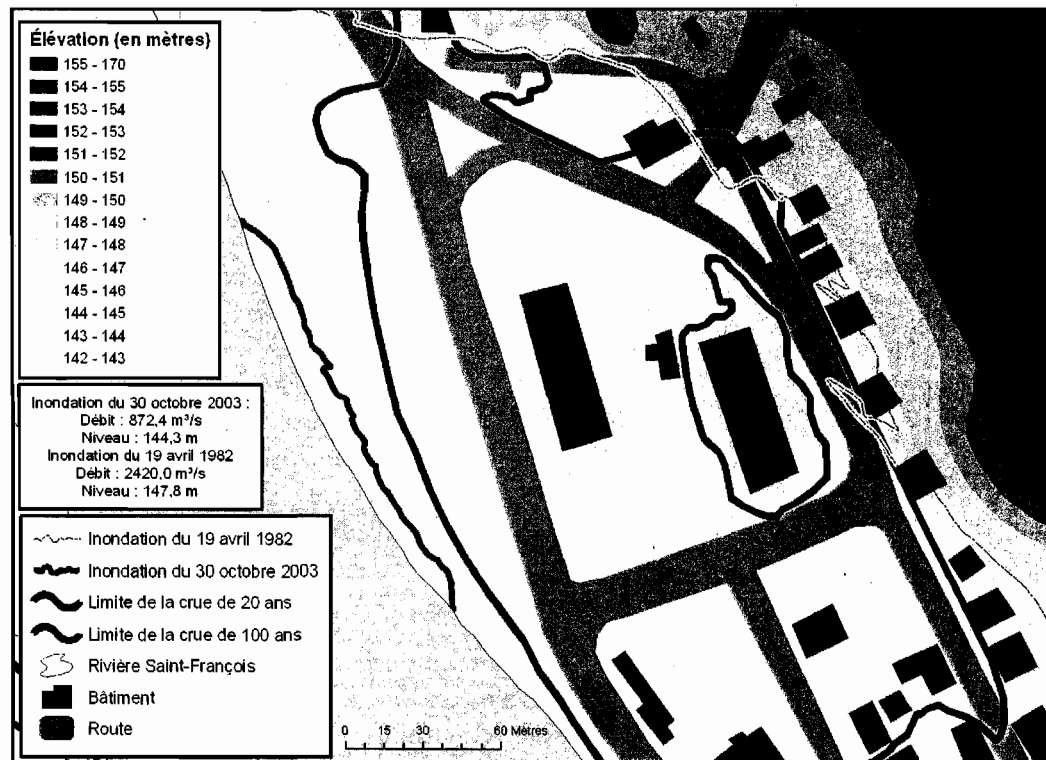 Élévation (en mètres)
155 - 170
154 - 155
153 - 154
152 - 153
151 - 152
150 - 151
149 - 150
148 - 149
147 - 148
146 - 147
145 - 146
144 - 145
143 - 144
142 - 143
Inondation du 30 octobre 2003 :
Débit : 872,4 m³/s
Niveau : 144,3 m
Inondation du 19 avril 1982
Débit : 2420,0 m³/s
Niveau : 147,8 m
Inondation du 19 avril 1982
Inondation du 30 octobre 2003
Limite de la crue de 20 ans
Limite de la crue de 100 ans
Rivière Saint-François
Bâtiment
Route
0 15 30 60 Mètres